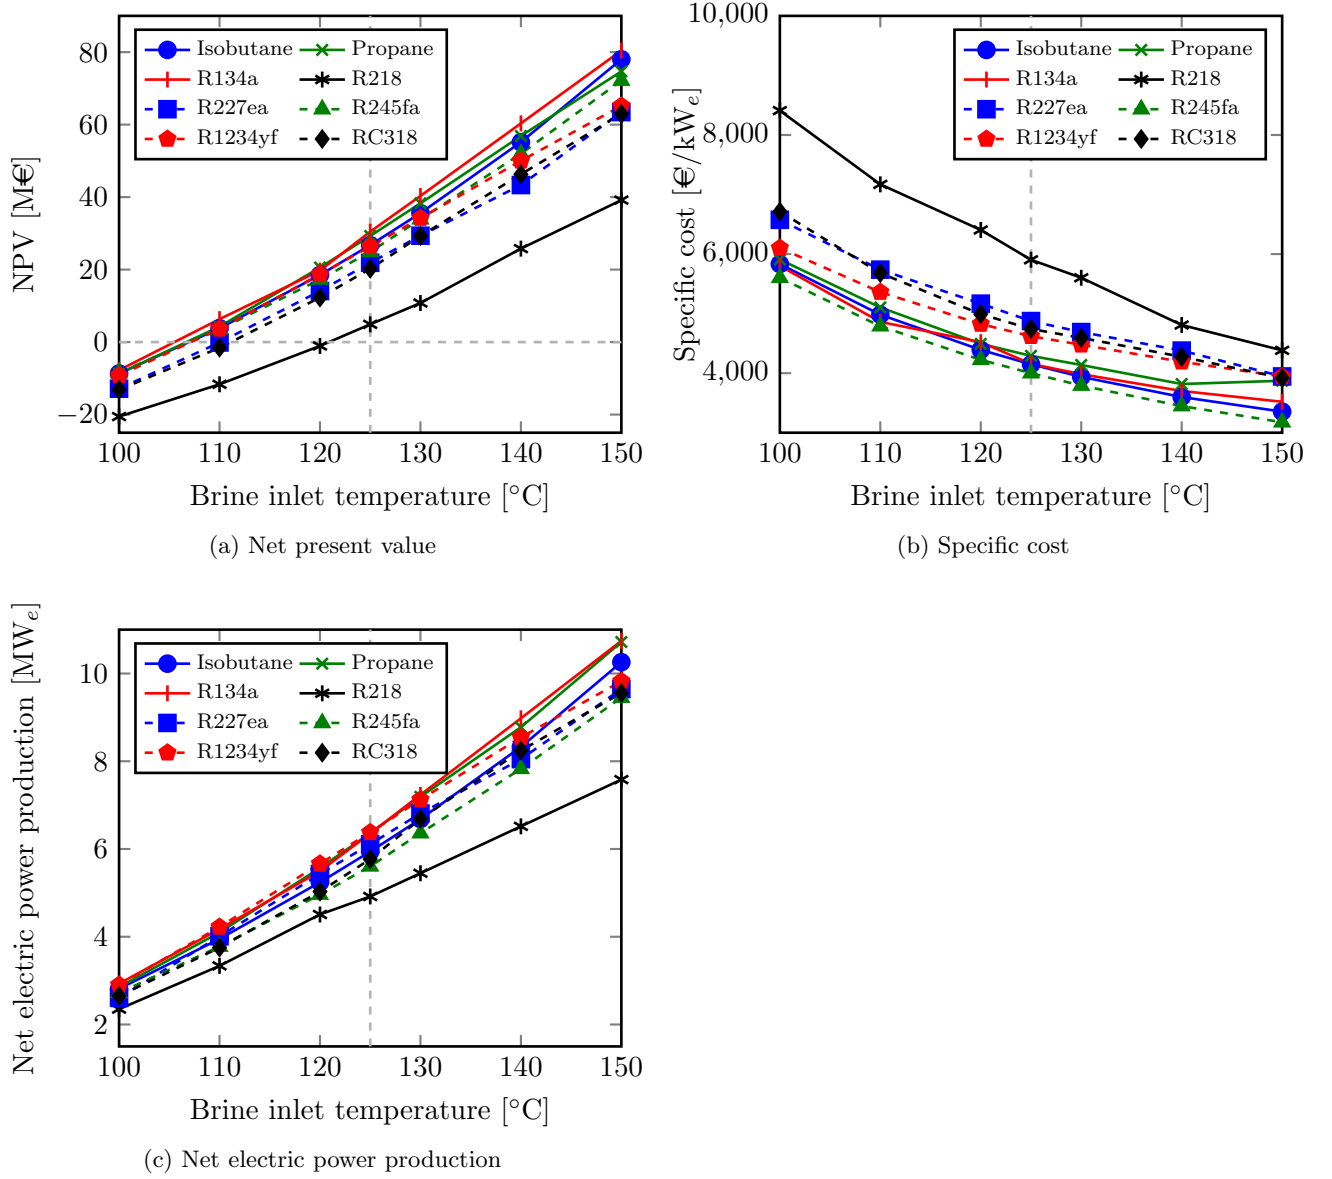 NPV [M€]
80
60
40
20
0
−20
Isobutane Propane
R134a R218
R227ea R245fa
R1234yf RC318
100 110 120 130 140 150
Brine inlet temperature [°C]
(a) Net present value
Specific cost [€/kWₑ]
10,000
8,000
6,000
4,000
Isobutane Propane
R134a R218
R227ea R245fa
R1234yf RC318
100 110 120 130 140 150
Brine inlet temperature [°C]
(b) Specific cost
Net electric power production [MWₑ]
10
8
6
4
2
Isobutane Propane
R134a R218
R227ea R245fa
R1234yf RC318
100 110 120 130 140 150
Brine inlet temperature [°C]
(c) Net electric power production